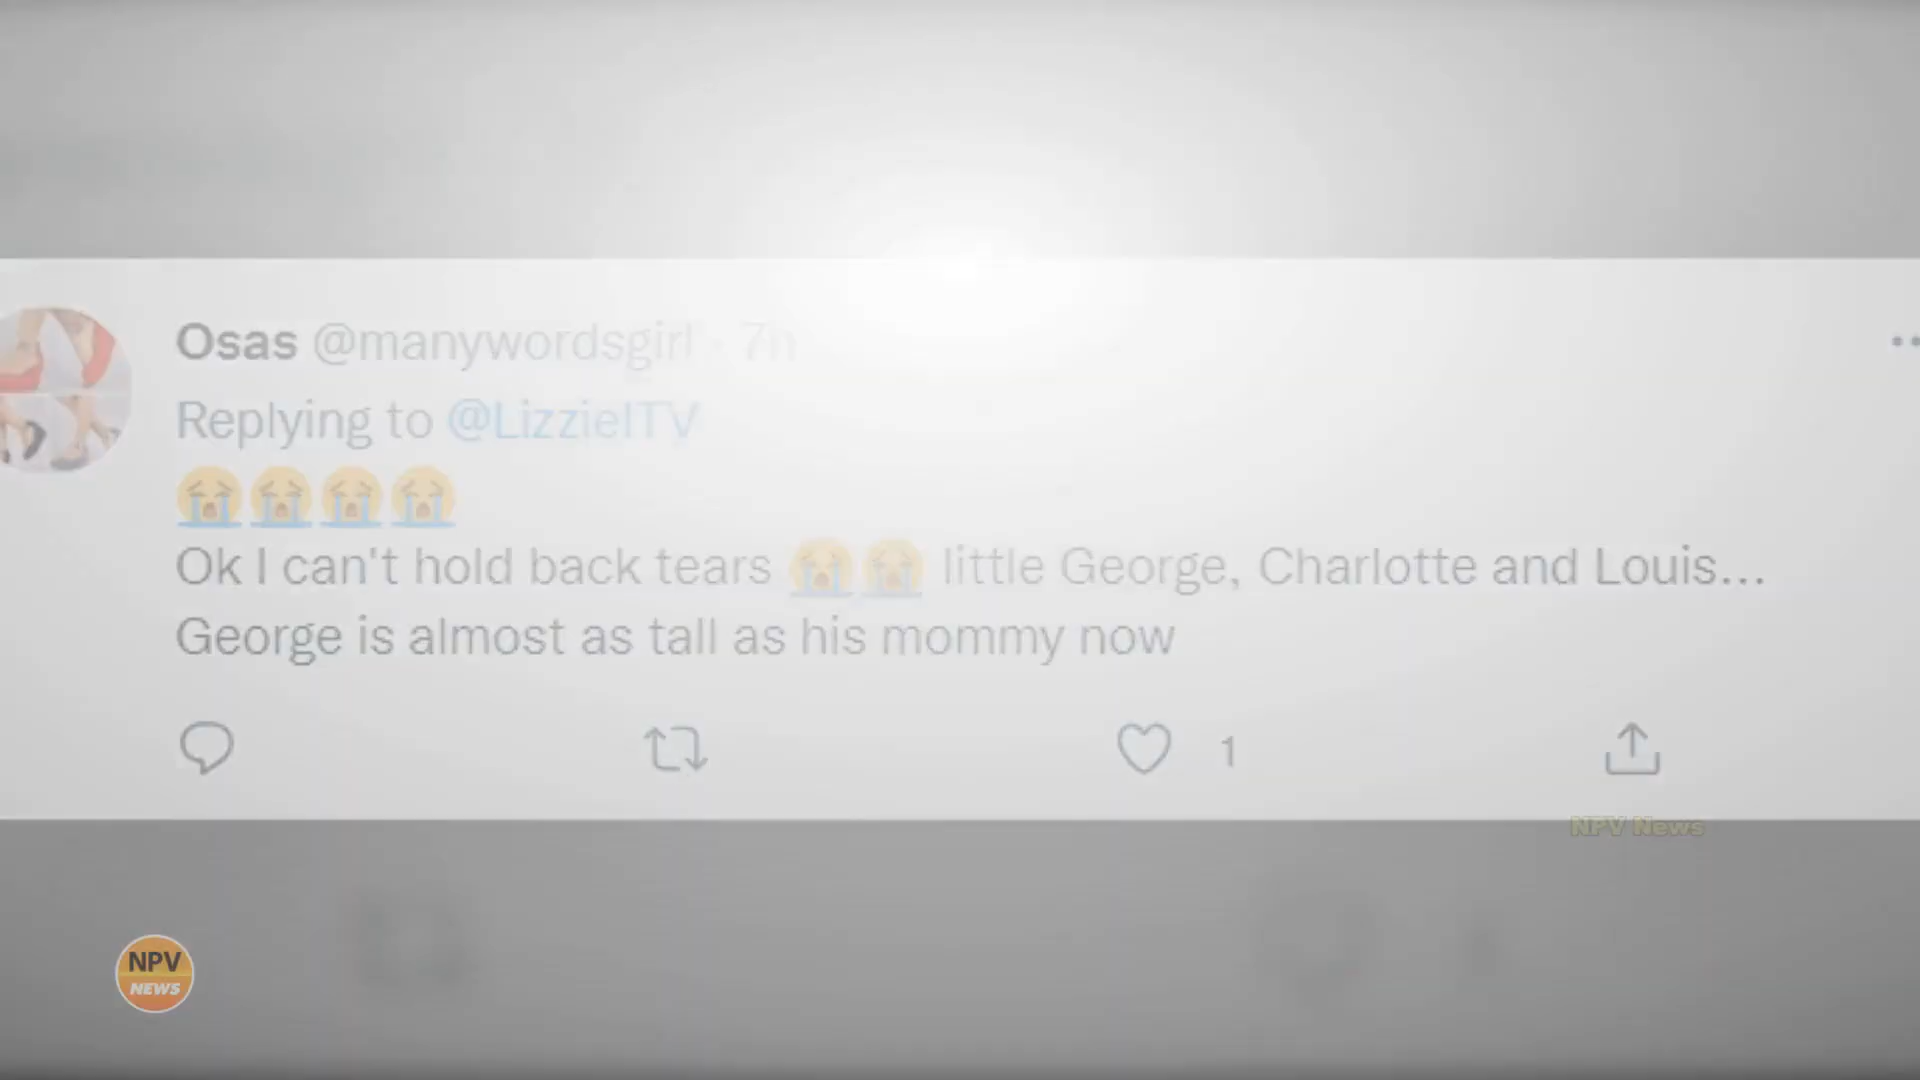 Osas @manywordsgirl · 7h
Replying to @LizzieITV
😭😭😭😭
Ok I can't hold back tears 😭😭 little George, Charlotte and Louis...
George is almost as tall as his mommy now
1
NPV News
NPV
NEWS